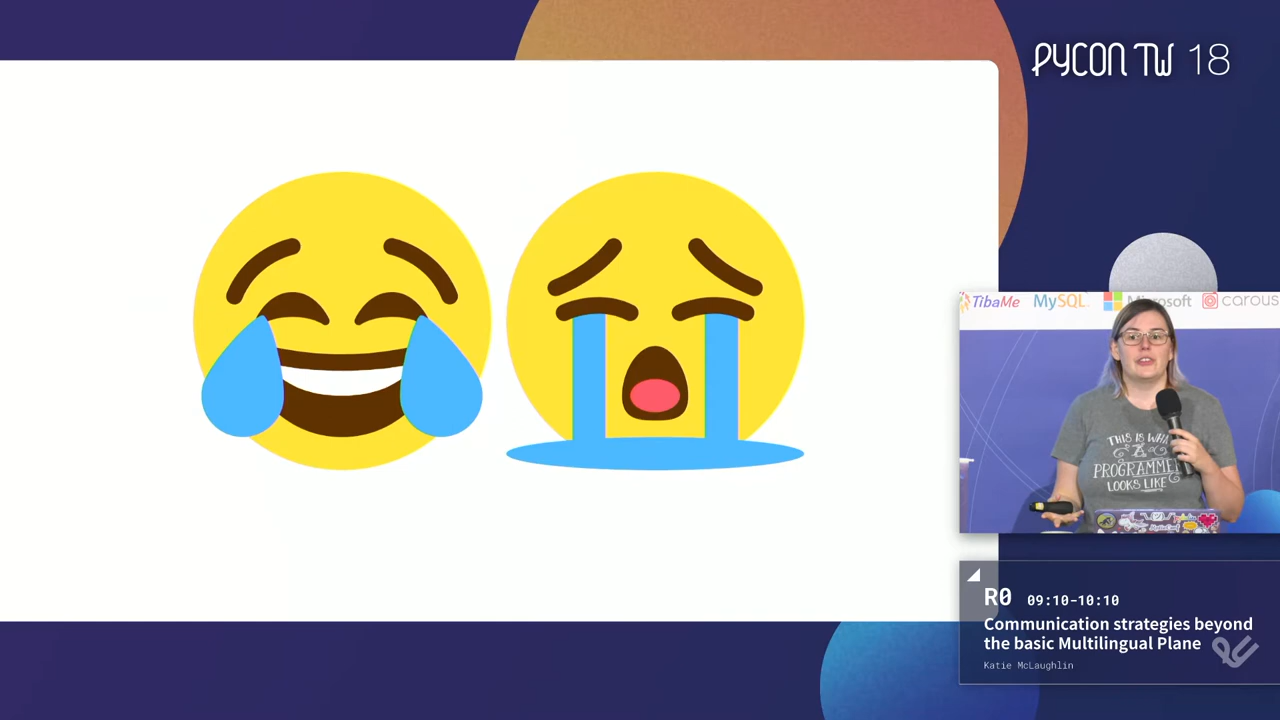 PYCON TW 18
TibaMe MySQL Microsoft
THIS IS
A
PROGRAMMER
LOOKS LIKE
R0 09:10-10:10
Communication strategies beyond
the basic Multilingual Plane
Katie McLaughlin